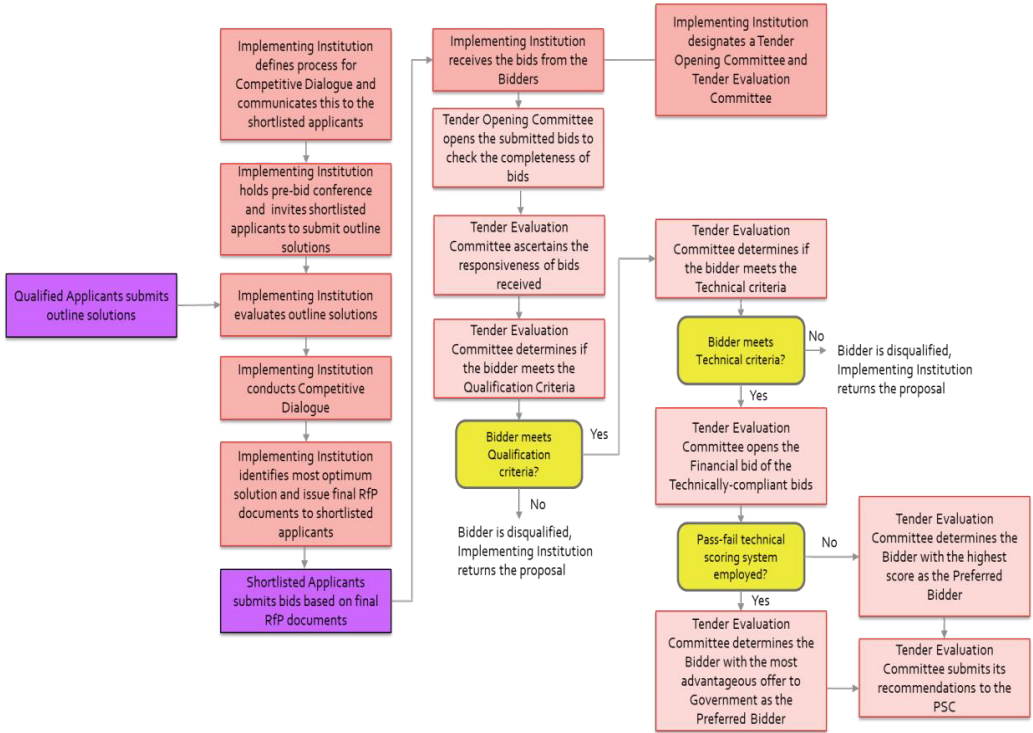 Implementing Institution
defines process for
Competitive Dialogue and
communicates this to the
shortlisted applicants
Implementing Institution
holds pre-bid conference
and invites shortlisted
applicants to submit outline
solutions
Qualified Applicants submits
outline solutions
Implementing Institution
evaluates outline solutions
Implementing Institution
conducts Competitive
Dialogue
Implementing Institution
identifies most optimum
solution and issue final RfP
documents to shortlisted
applicants
Shortlisted Applicants
submits bids based on final
RfP documents
Implementing Institution
receives the bids from the
Bidders
Implementing Institution
designates a Tender
Opening Committee and
Tender Evaluation
Committee
Tender Opening Committee
opens the submitted bids to
check the completeness of
bids
Tender Evaluation
Committee ascertains the
responsiveness of bids
received
Tender Evaluation
Committee determines if
the bidder meets the
Qualification Criteria
Bidder meets
Qualification
criteria?
Yes
No
Bidder is disqualified,
Implementing Institution
returns the proposal
Tender Evaluation
Committee determines if
the bidder meets the
Technical criteria
Bidder meets
Technical criteria?
No
Bidder is disqualified,
Implementing Institution
returns the proposal
Yes
Tender Evaluation
Committee opens the
Financial bid of the
Technically-compliant bids
Pass-fail technical
scoring system
employed?
No
Tender Evaluation
Committee determines the
Bidder with the highest
score as the Preferred
Bidder
Yes
Tender Evaluation
Committee determines the
Bidder with the most
advantageous offer to
Government as the
Preferred Bidder
Tender Evaluation
Committee submits its
recommendations to the
PSC